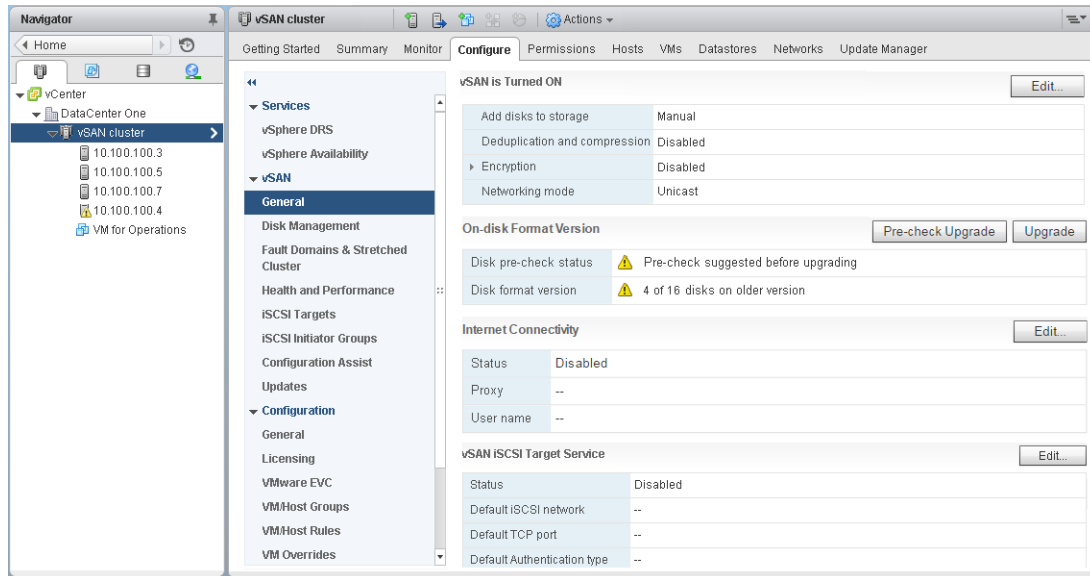 Navigator
Home
vCenter
DataCenter One
vSAN cluster
10.100.100.3
10.100.100.5
10.100.100.7
10.100.100.4
VM for Operations
vSAN cluster
Actions
Getting Started Summary Monitor Configure Permissions Hosts VMs Datastores Networks Update Manager
Services
vSphere DRS
vSphere Availability
vSAN
General
Disk Management
Fault Domains & Stretched
Cluster
Health and Performance
iSCSI Targets
iSCSI Initiator Groups
Configuration Assist
Updates
Configuration
General
Licensing
VMware EVC
VM/Host Groups
VM/Host Rules
VM Overrides
vSAN is Turned ON Edit...
Add disks to storage Manual
Deduplication and compression Disabled
Encryption Disabled
Networking mode Unicast
On-disk Format Version Pre-check Upgrade Upgrade
Disk pre-check status Pre-check suggested before upgrading
Disk format version 4 of 16 disks on older version
Internet Connectivity Edit...
Status Disabled
Proxy --
User name --
vSAN iSCSI Target Service Edit...
Status Disabled
Default iSCSI network --
Default TCP port --
Default Authentication type --